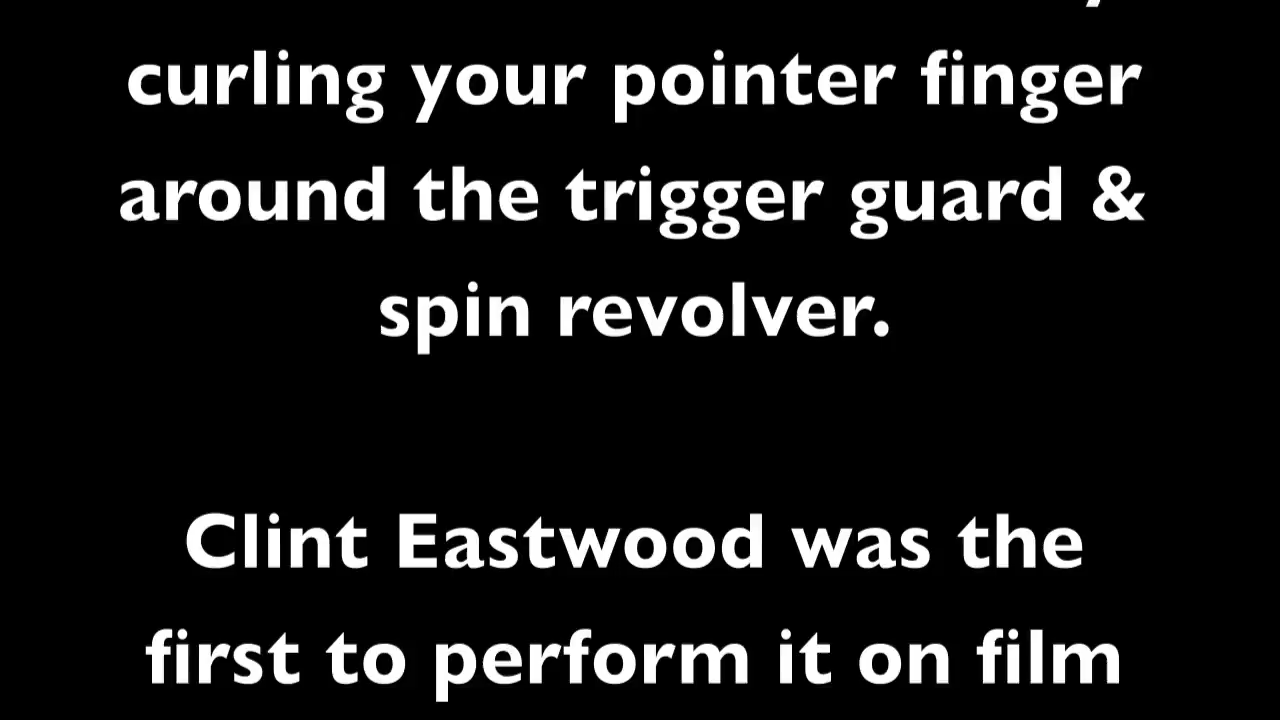 curling your pointer finger
around the trigger guard &
spin revolver.
Clint Eastwood was the
first to perform it on film